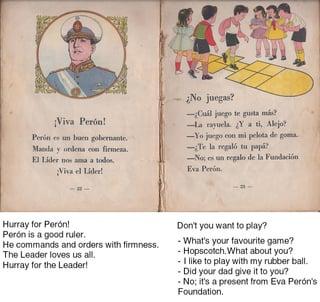 ¡Viva Perón!
Perón es un buen gobernante.
Manda y ordena con firmeza.
El Líder nos ama a todos.
¡Viva el Líder!
— 22 —
¿No juegas?
—¿Cuál juego te gusta más?
—La rayuela. ¿Y a ti, Alejo?
—Yo juego con mi pelota de goma.
—¿Te la regaló tu papá?
—No; es un regalo de la Fundación
Eva Perón.
— 23 —
Hurray for Perón!
Perón is a good ruler.
He commands and orders with firmness.
The Leader loves us all.
Hurray for the Leader!
Don't you want to play?
- What's your favourite game?
- Hopscotch.What about you?
- I like to play with my rubber ball.
- Did your dad give it to you?
- No; it's a present from Eva Perón's
Foundation.